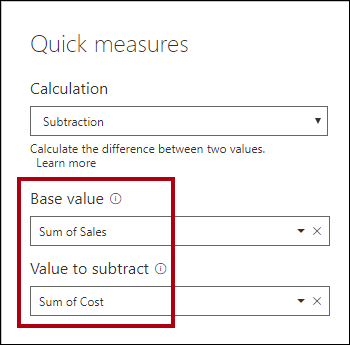 Quick measures
Calculation
Subtraction
Calculate the difference between two values.
Learn more
Base value
Sum of Sales
Value to subtract
Sum of Cost